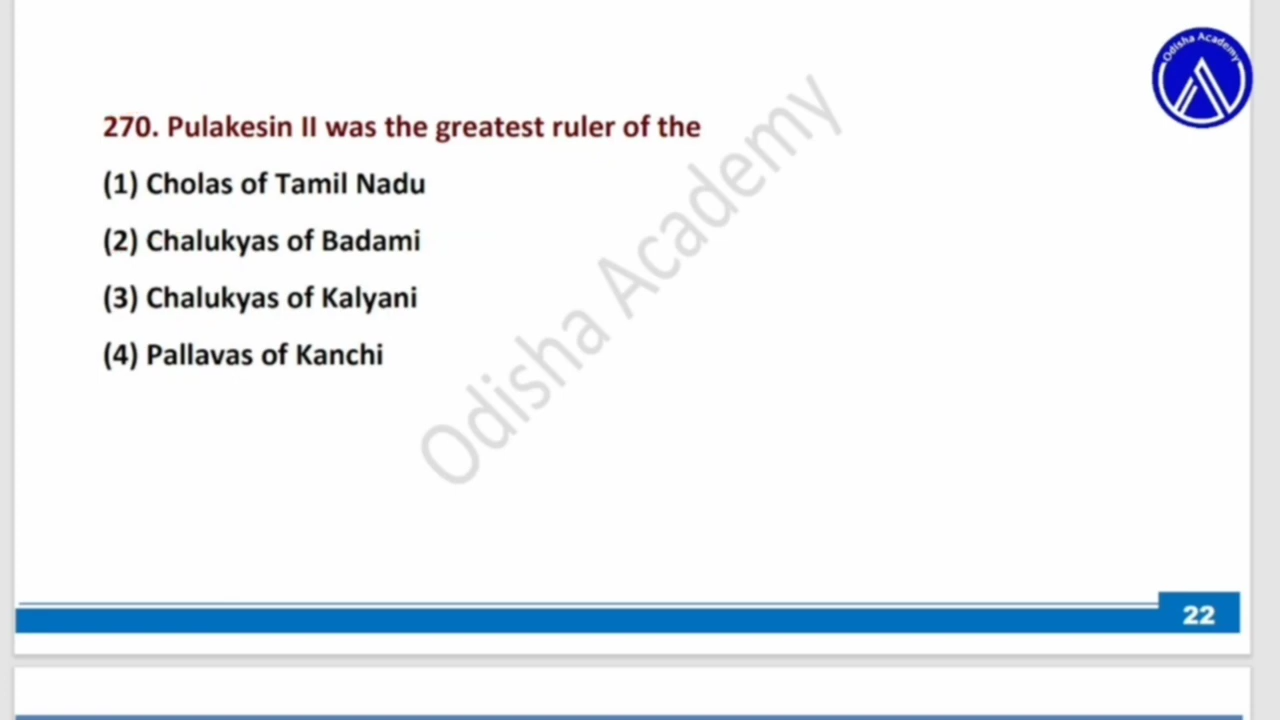 Odisha Academy
270. Pulakesin II was the greatest ruler of the
(1) Cholas of Tamil Nadu
(2) Chalukyas of Badami
(3) Chalukyas of Kalyani
(4) Pallavas of Kanchi
Odisha Academy
22